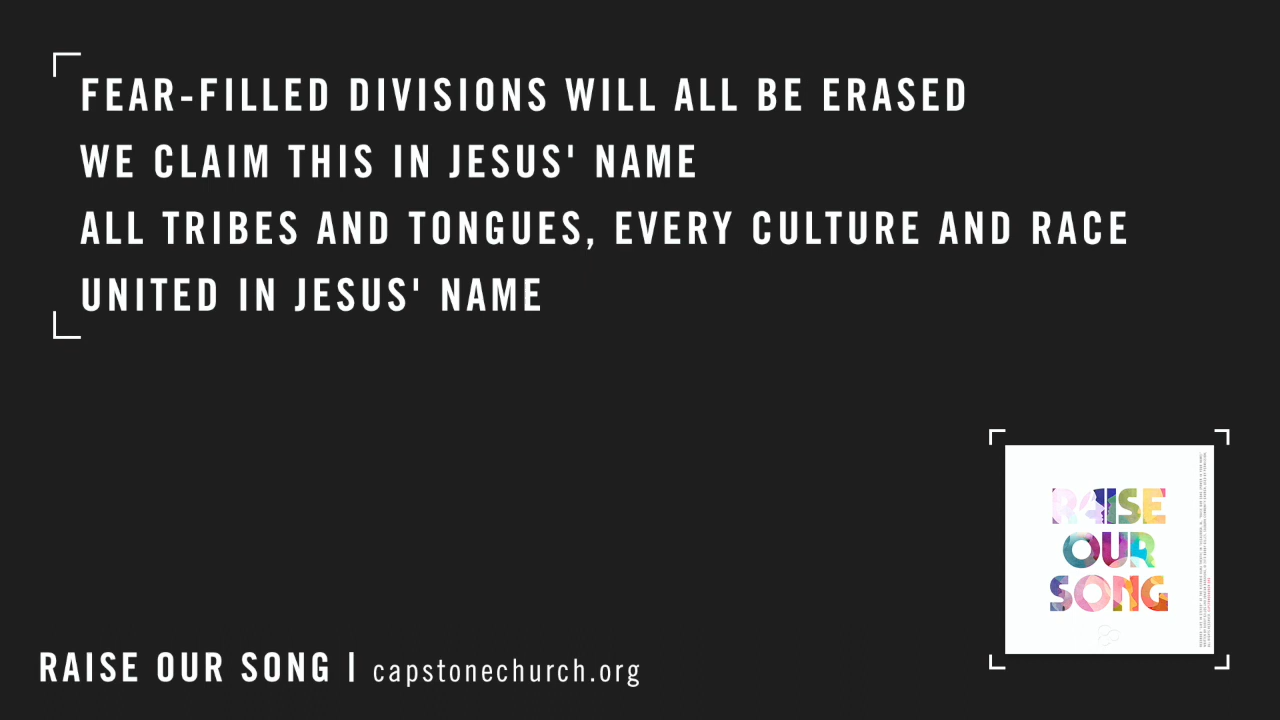 FEAR-FILLED DIVISIONS WILL ALL BE ERASED
WE CLAIM THIS IN JESUS' NAME
ALL TRIBES AND TONGUES, EVERY CULTURE AND RACE
UNITED IN JESUS' NAME
RAISE
OUR
SONG
RAISE OUR SONG | capstonechurch.org